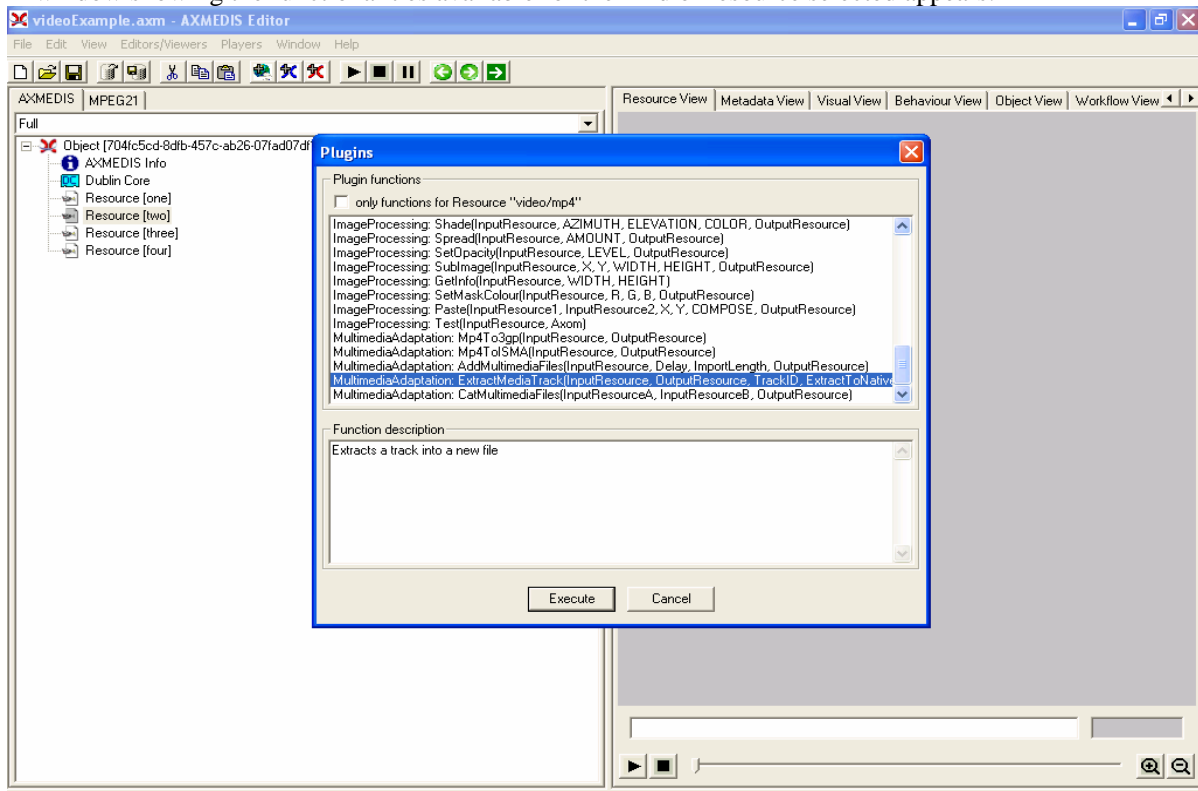 videoExample.axm - AXMEDIS Editor
File Edit View Editors/Viewers Players Window Help
AXMEDIS MPEG21
Resource View Metadata View Visual View Behaviour View Object View Workflow View
Full
Object [704fc5cd-8dfb-457c-ab26-07fad07df
AXMEDIS Info
DC Dublin Core
Resource [one]
Resource [two]
Resource [three]
Resource [four]
Plugins
Plugin functions
only functions for Resource "video/mp4"
ImageProcessing: Shade(InputResource, AZIMUTH, ELEVATION, COLOR, OutputResource)
ImageProcessing: Spread(InputResource, AMOUNT, OutputResource)
ImageProcessing: SetOpacity(InputResource, LEVEL, OutputResource)
ImageProcessing: SubImage(InputResource, X, Y, WIDTH, HEIGHT, OutputResource)
ImageProcessing: GetInfo(InputResource, WIDTH, HEIGHT)
ImageProcessing: SetMaskColour(InputResource, R, G, B, OutputResource)
ImageProcessing: Paste(InputResource1, InputResource2, X, Y, COMPOSE, OutputResource)
ImageProcessing: Test(InputResource, Axom)
MultimediaAdaptation: Mp4To3gp(InputResource, OutputResource)
MultimediaAdaptation: Mp4ToISMA(InputResource, OutputResource)
MultimediaAdaptation: AddMultimediaFiles(InputResource, Delay, ImportLength, OutputResource)
MultimediaAdaptation: ExtractMediaTrack(InputResource, OutputResource, TrackID, ExtractToNative
MultimediaAdaptation: CatMultimediaFiles(InputResourceA, InputResourceB, OutputResource)
Function description
Extracts a track into a new file
Execute Cancel